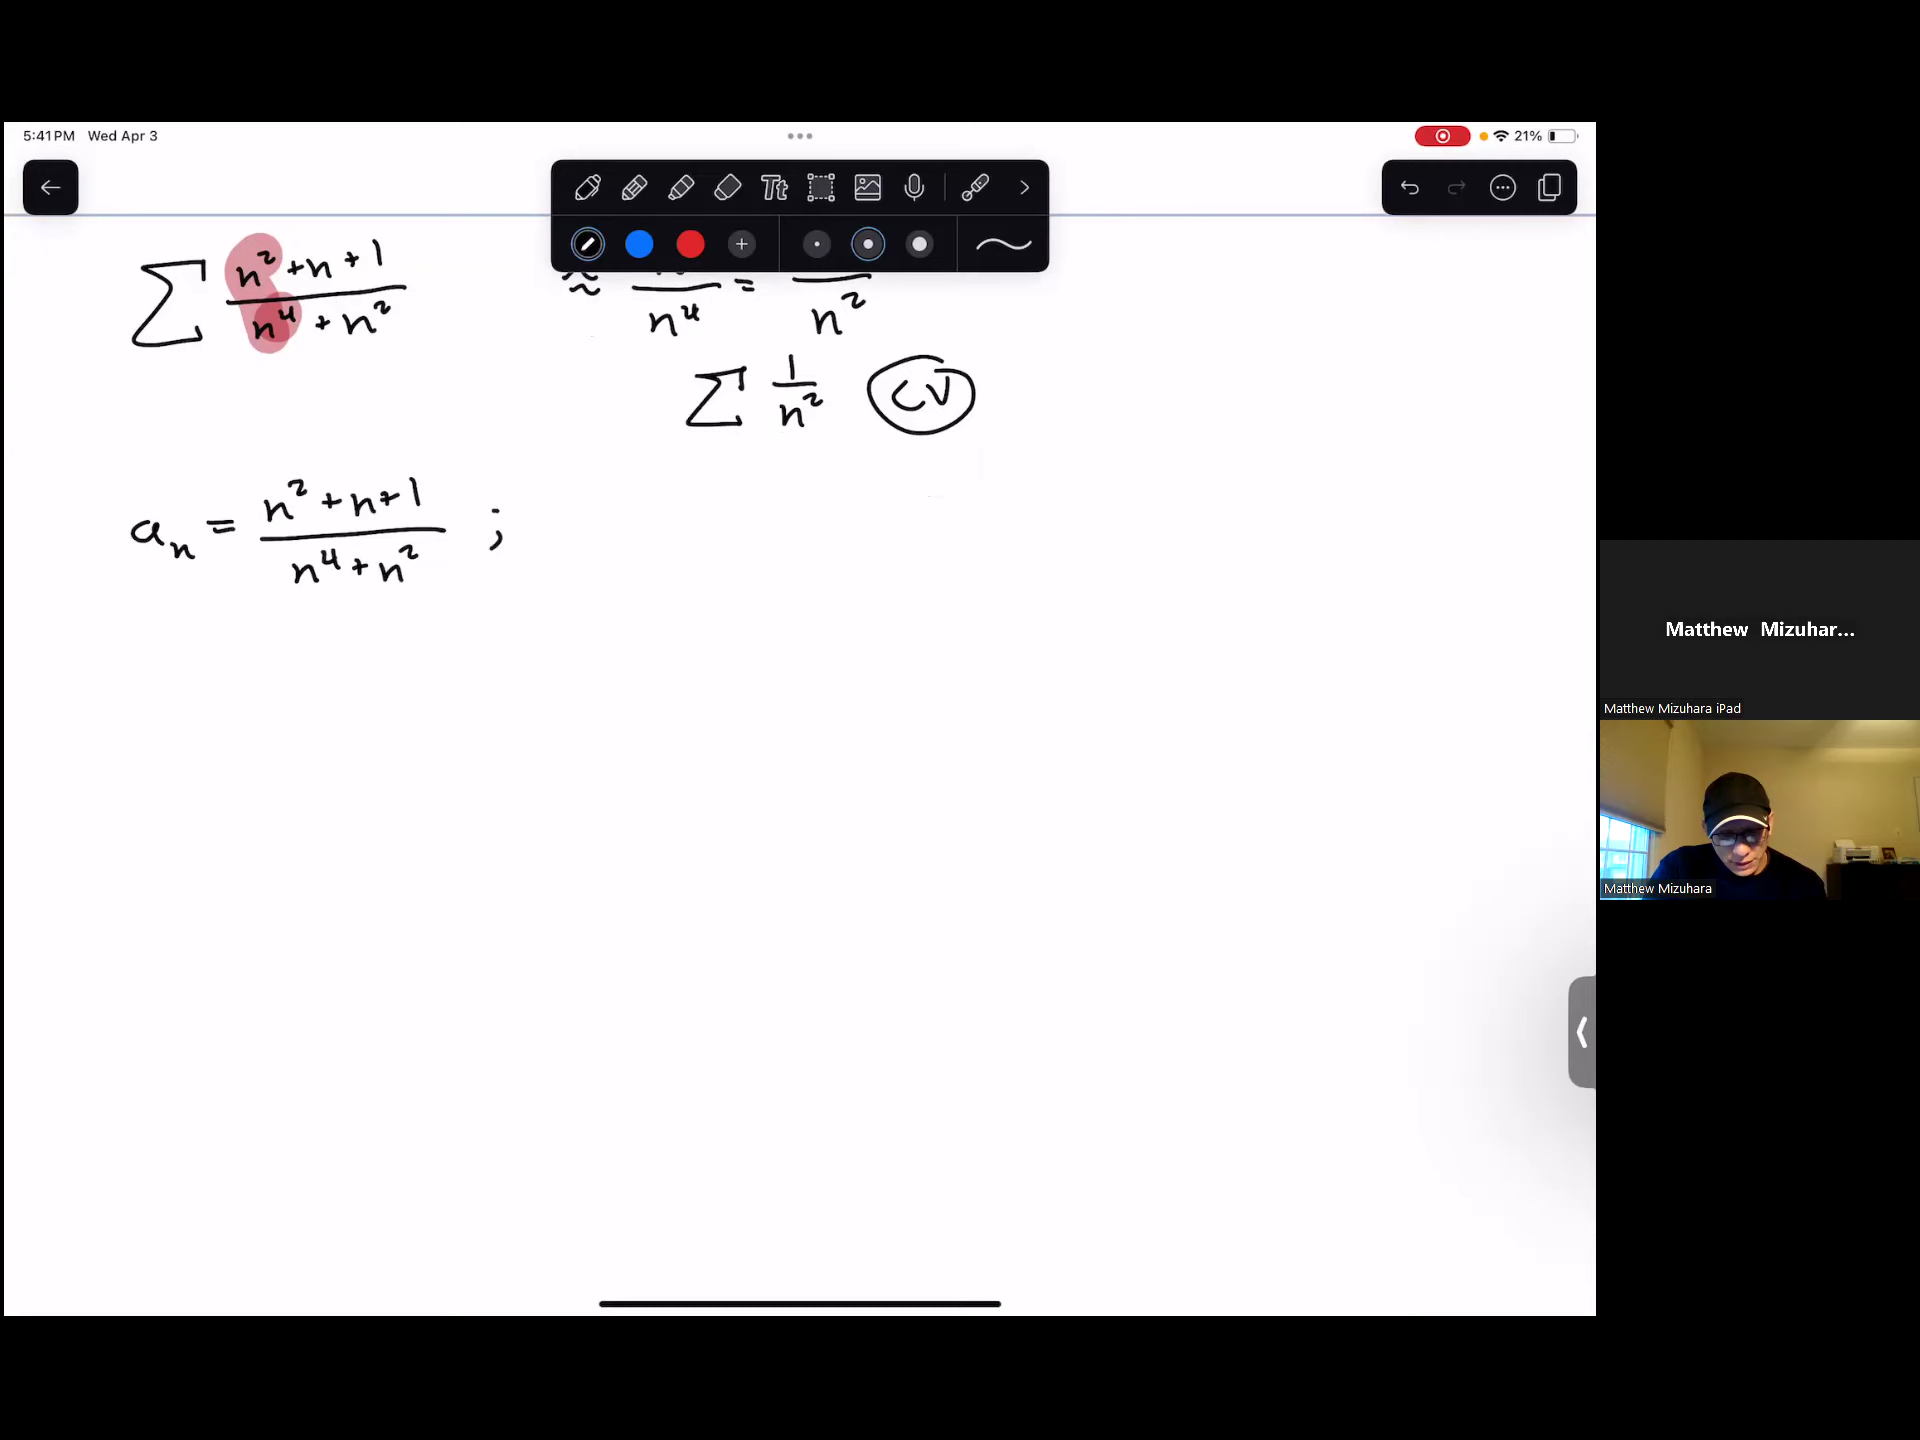 5:41 PM Wed Apr 3
21%
Tt
∑ (n² + n + 1)/(n⁴ + n²) ≈ /n⁴ = /n²
∑ 1/n² CV
aₙ = (n² + n + 1)/(n⁴ + n²) ;
Matthew Mizuhar...
Matthew Mizuhara iPad
Matthew Mizuhara